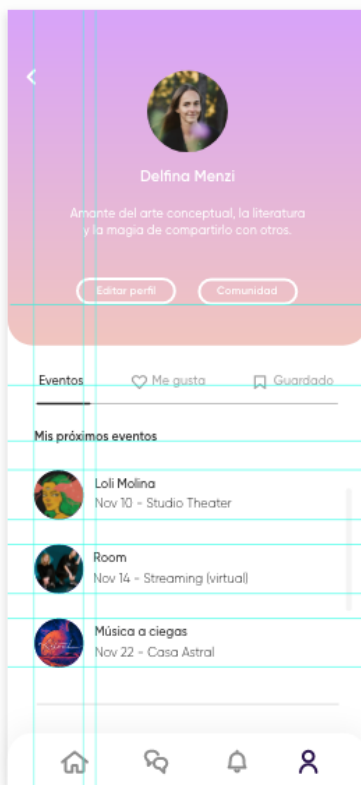 Delfina Menzi
Amante del arte conceptual, la literatura
y la magia de compartirlo con otros.
Editar perfil
Comunidad
Eventos
Me gusta
Guardado
Mis próximos eventos
Loli Molina
Nov 10 - Studio Theater
Room
Nov 14 - Streaming (virtual)
Música a ciegas
Nov 22 - Casa Astral